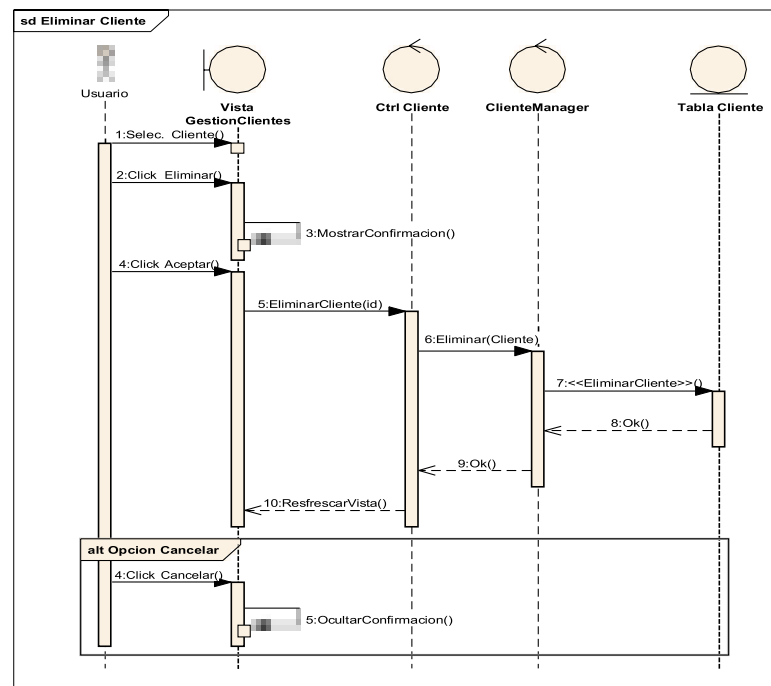 sd Eliminar Cliente
Usuario
Vista
GestionClientes
Ctrl Cliente
ClienteManager
Tabla Cliente
1:Selec. Cliente()
2:Click Eliminar()
3:MostrarConfirmacion()
4:Click Aceptar()
5:EliminarCliente(id)
6:Eliminar(Cliente)
7:<<EliminarCliente>>()
8:Ok()
9:Ok()
10:ResfrescarVista()
alt Opcion Cancelar
4:Click Cancelar()
5:OcultarConfirmacion()